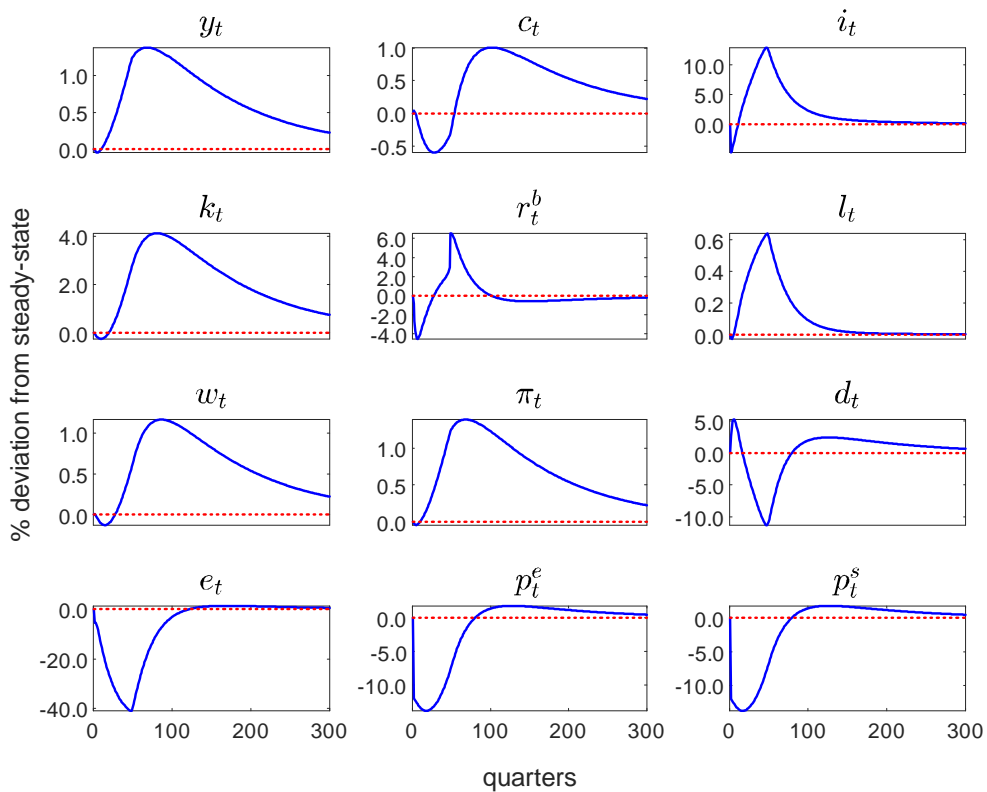 y_t c_t i_t
1.0 1.0 10.0
0.5 0.5 5.0
0.0 0.0 0.0
-0.5
k_t r_t^b l_t
4.0 6.0 0.6
2.0 4.0 0.4
0.0 2.0 0.2
0.0 0.0
-2.0
-4.0
% deviation from steady-state
w_t π_t d_t
1.0 1.0 5.0
0.5 0.5 0.0
0.0 0.0 -5.0
-10.0
e_t p_t^e p_t^s
0.0 0.0 0.0
-20.0 -5.0 -5.0
-40.0 -10.0 -10.0
0 100 200 300 0 100 200 300 0 100 200 300
quarters